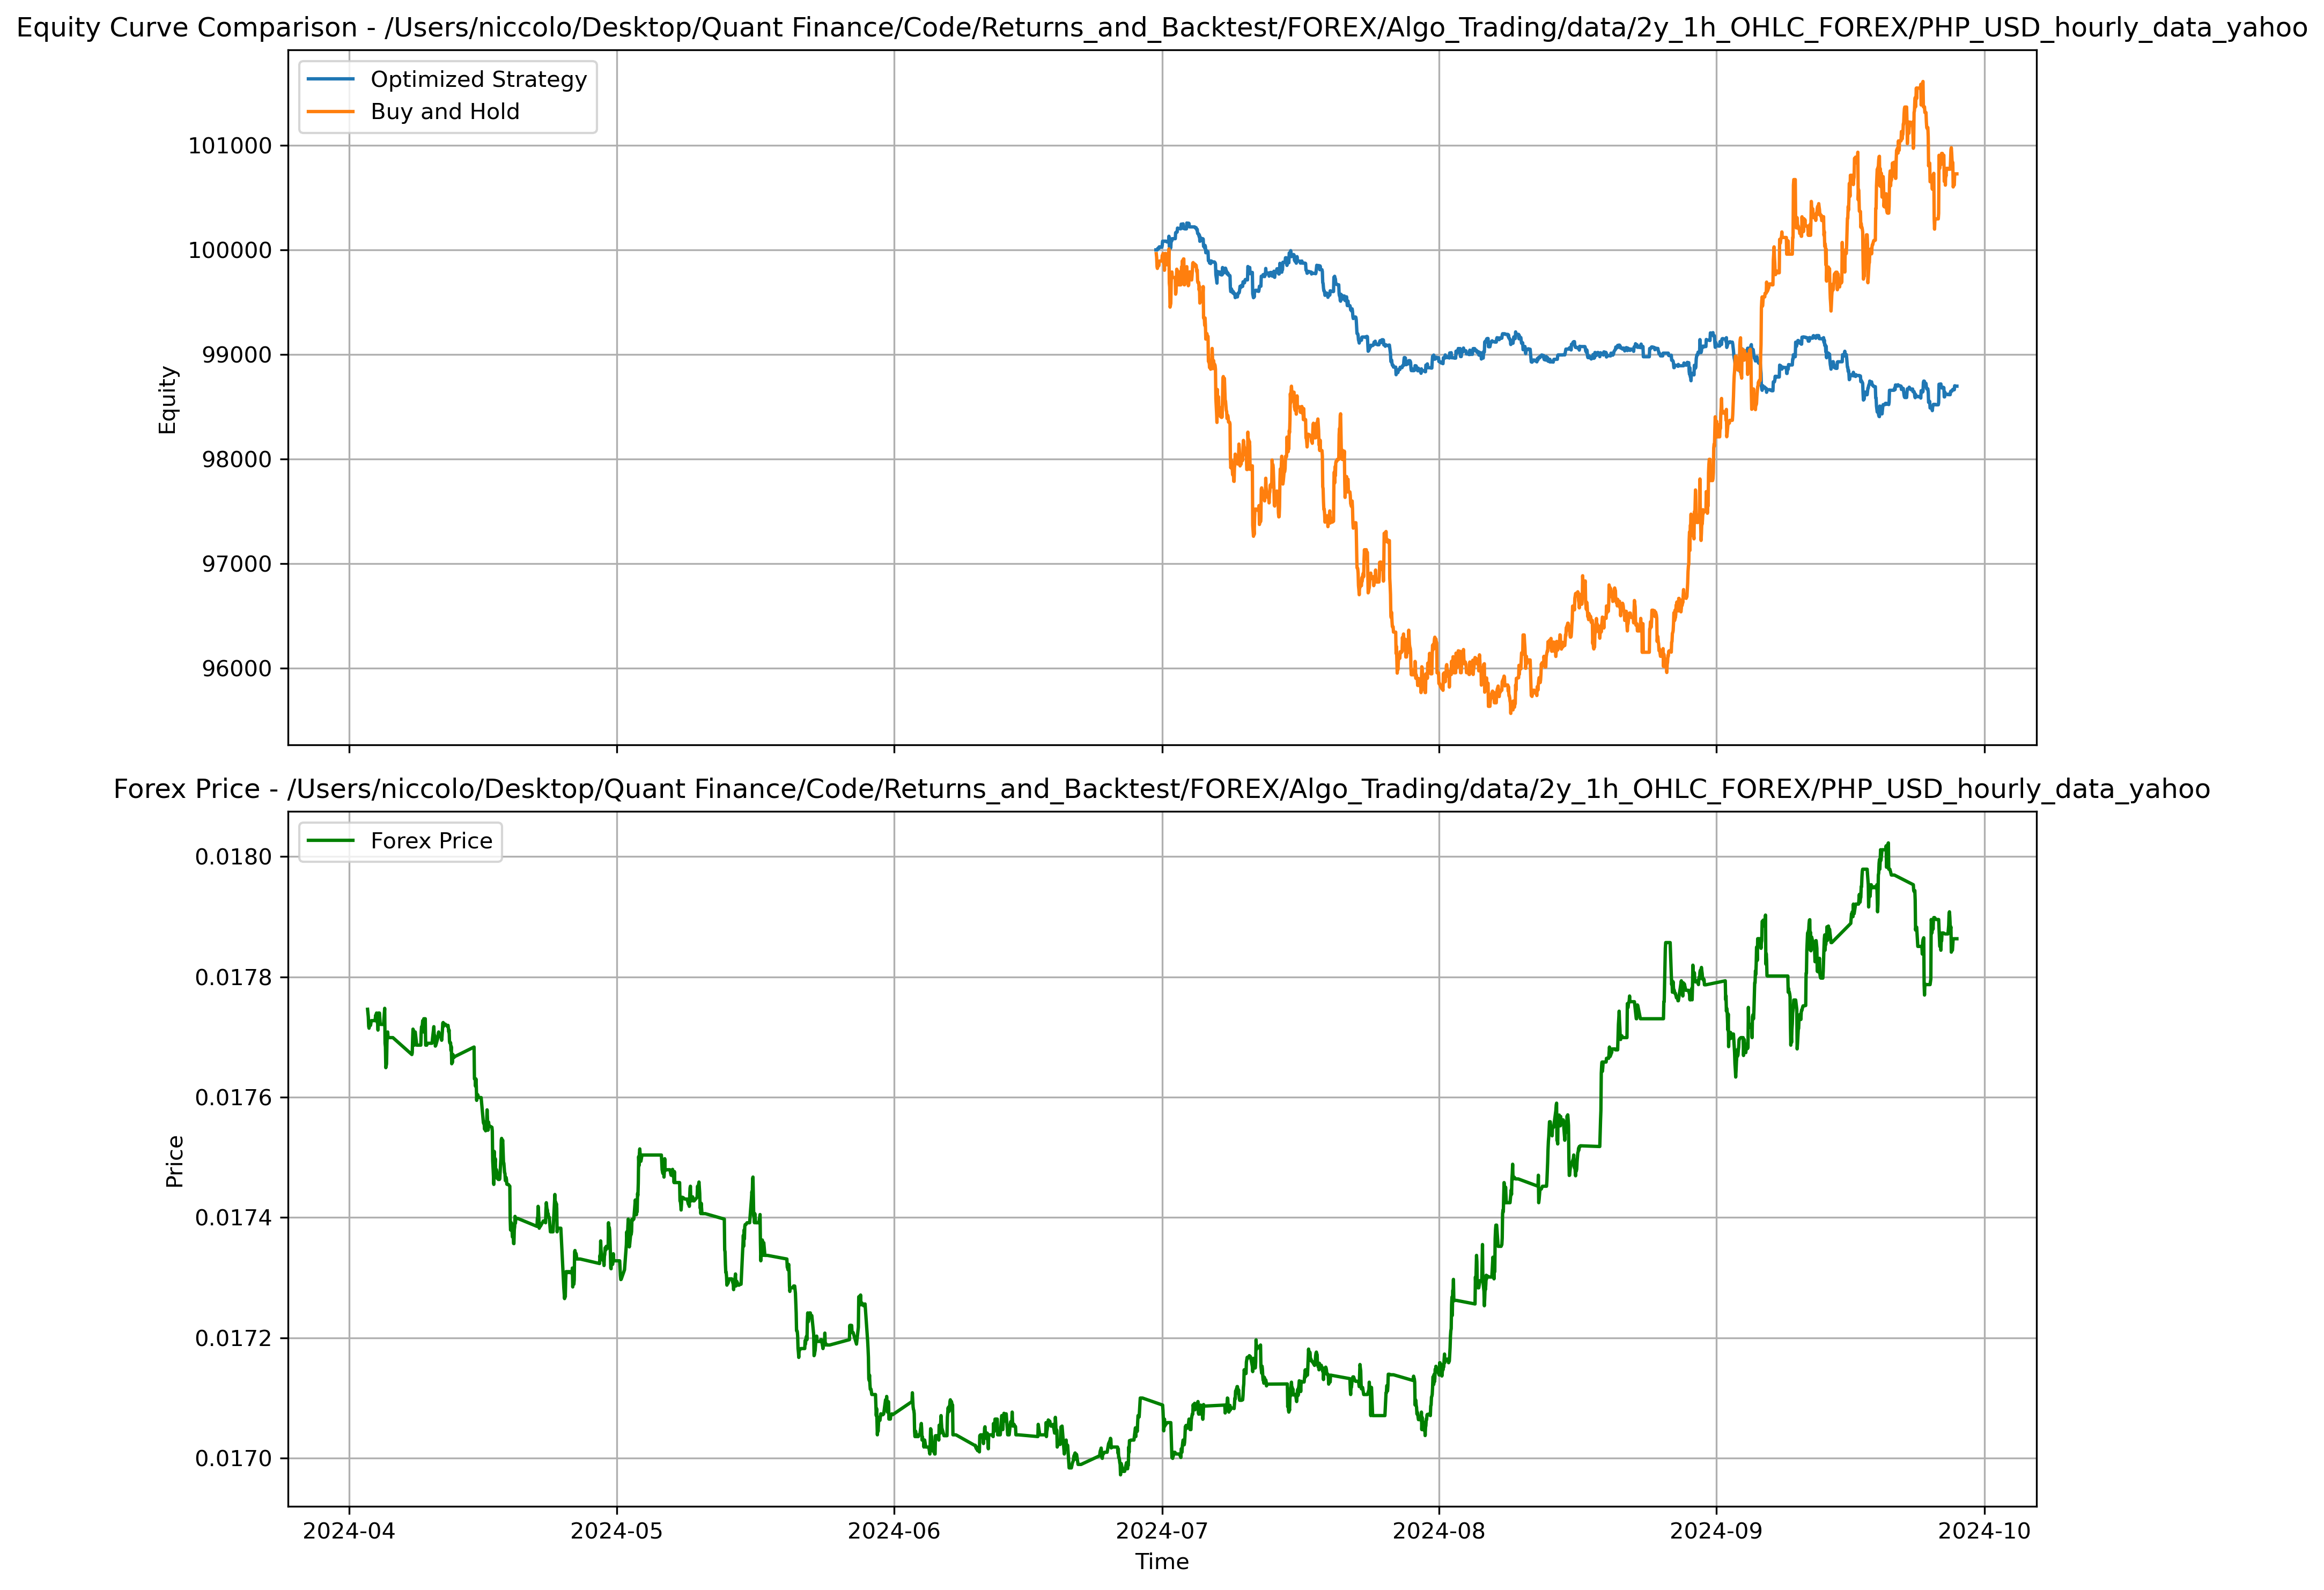 Equity Curve Comparison - /Users/niccolo/Desktop/Quant Finance/Code/Returns_and_Backtest/FOREX/Algo_Trading/data/2y_1h_OHLC_FOREX/PHP_USD_hourly_data_yahoo
Optimized Strategy
Buy and Hold
101000
100000
99000
98000
97000
96000
Equity
Forex Price - /Users/niccolo/Desktop/Quant Finance/Code/Returns_and_Backtest/FOREX/Algo_Trading/data/2y_1h_OHLC_FOREX/PHP_USD_hourly_data_yahoo
Forex Price
0.0180
0.0178
0.0176
0.0174
0.0172
0.0170
Price
2024-04 2024-05 2024-06 2024-07 2024-08 2024-09 2024-10
Time